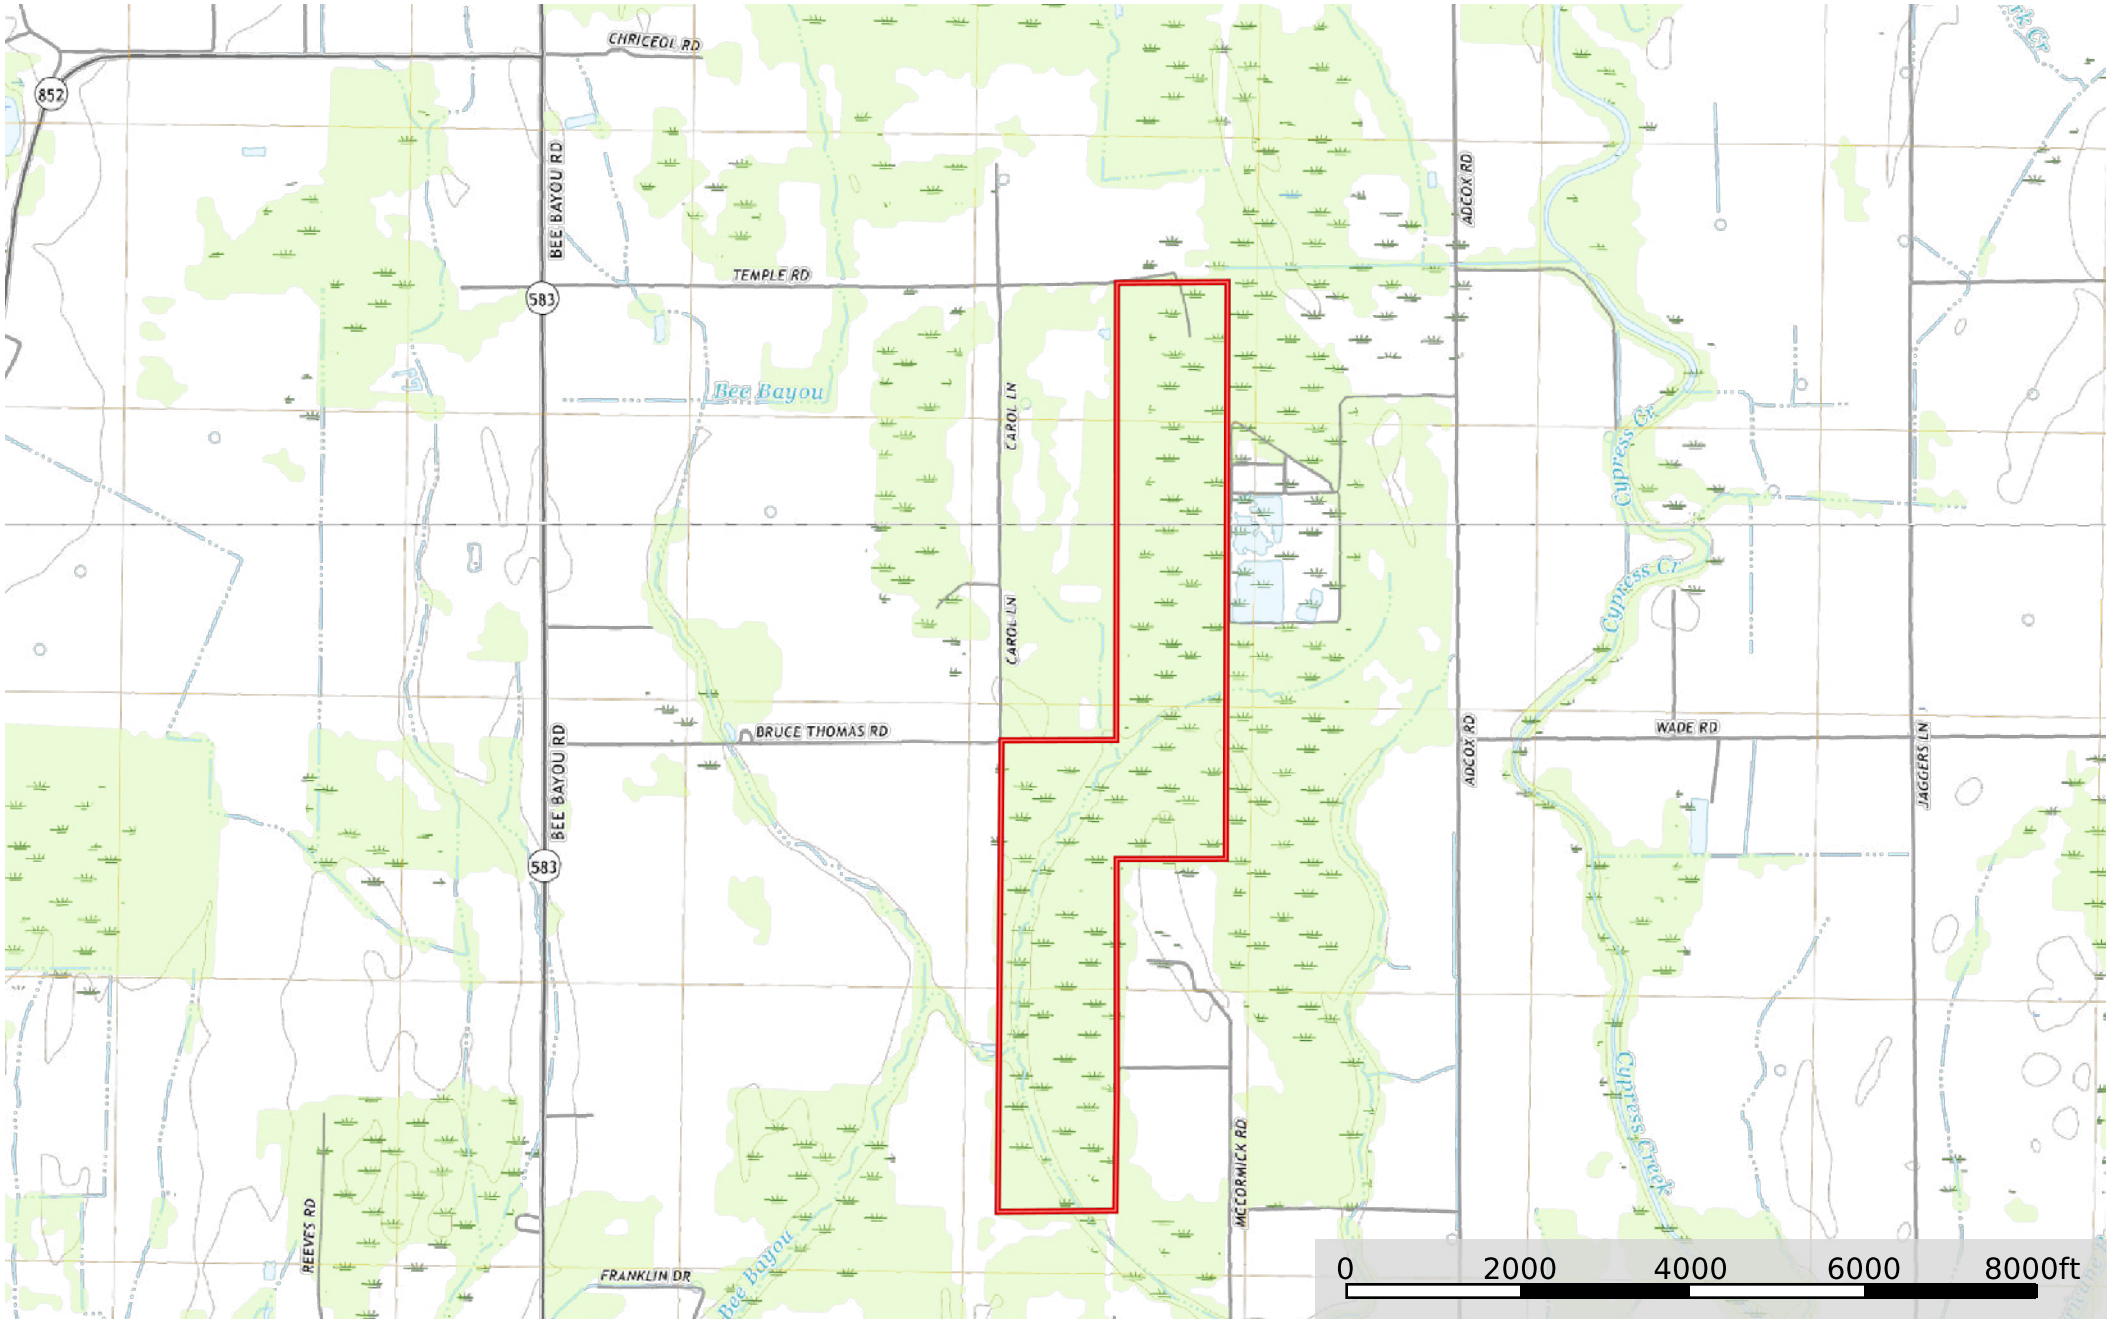 rk Cr
CHRICEOL RD
852
BEE BAYOU RD
ADCOX RD
TEMPLE RD
583
Bee Bayou
CAROL LN
Cypress Cr
Cypress Cr
CAROL LN
BRUCE THOMAS RD
WADE RD
BEE BAYOU RD
ADCOX RD
JAGGERS LN
583
Cypress Creek
MCCORMICK RD
REEVES RD
Bee Bayou
FRANKLIN DR
0 2000 4000 6000 8000ft